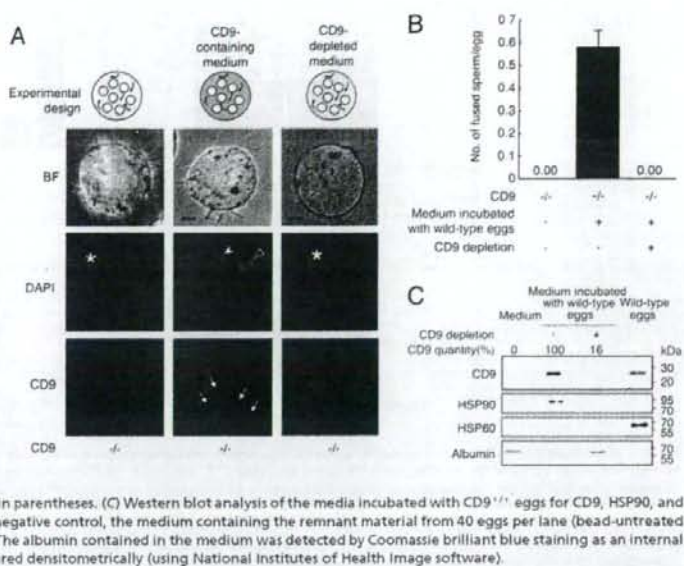 A
CD9-
containing
medium
CD9-
depleted
medium
Experimental
design
BF
DAPI
CD9
CD9 -/- -/- -/-
B
No. of fused sperm/egg
0.7
0.6
0.5
0.4
0.3
0.2
0.1
0
0.00 0.00
CD9 -/- -/- -/-
Medium incubated
with wild-type eggs - + +
CD9 depletion - - +
C
Medium incubated
with wild-type
eggs
Medium
Wild-type
eggs
CD9 depletion - +
CD9 quantity(%) 0 100 16 kDa
CD9 30
20
HSP90 95
70
HSP60 70
55
Albumin 70
55
in parentheses. (C) Western blot analysis of the media incubated with CD9+/+ eggs for CD9, HSP90, and
negative control, the medium containing the remnant material from 40 eggs per lane (bead-untreated
The albumin contained in the medium was detected by Coomassie brilliant blue staining as an internal
red densitometrically (using National Institutes of Health Image software).